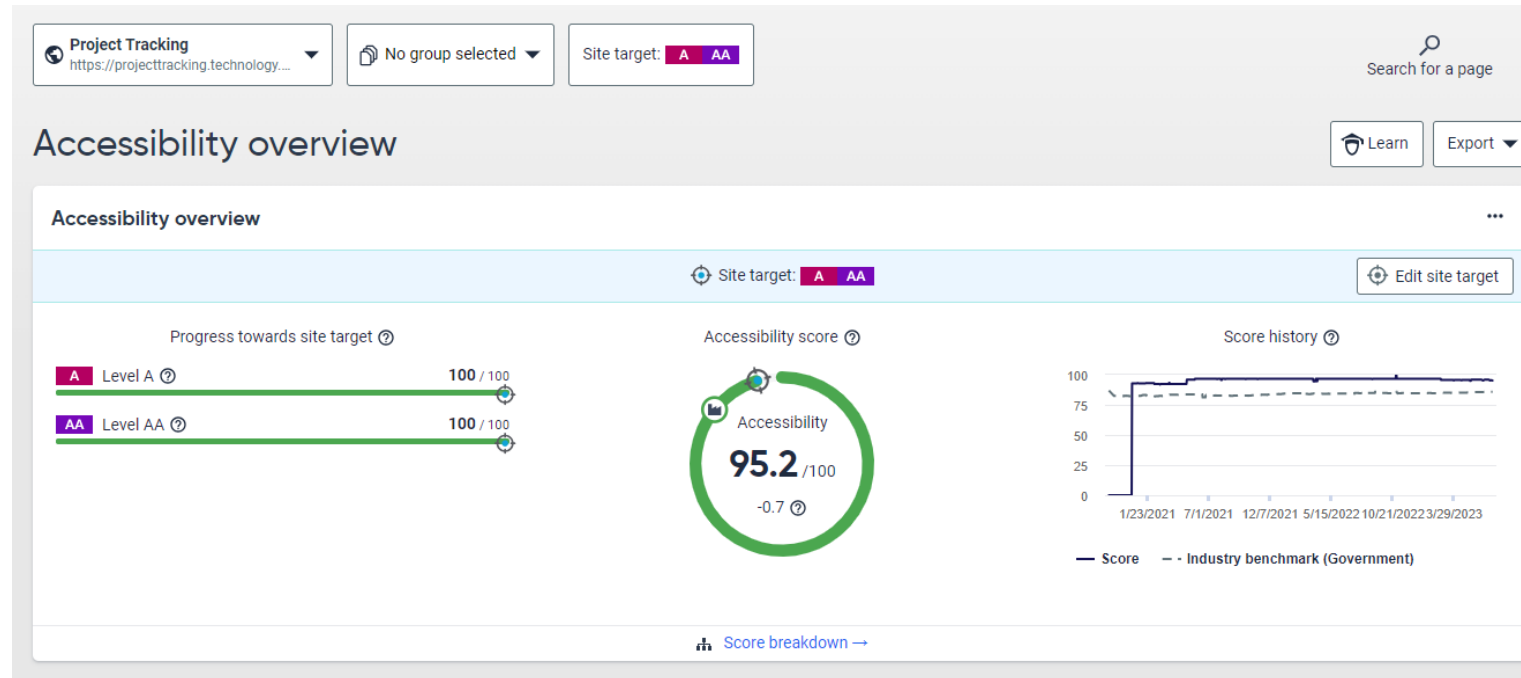 Project Tracking
https://projecttracking.technology....
No group selected
Site target: A AA
Search for a page
Accessibility overview
Learn
Export
Accessibility overview
Site target: A AA
Edit site target
Progress towards site target
A Level A 100 / 100
AA Level AA 100 / 100
Accessibility score
Accessibility
95.2 /100
-0.7
Score history
100
75
50
25
0
1/23/2021 7/1/2021 12/7/2021 5/15/2022 10/21/2022 3/29/2023
Score Industry benchmark (Government)
Score breakdown →